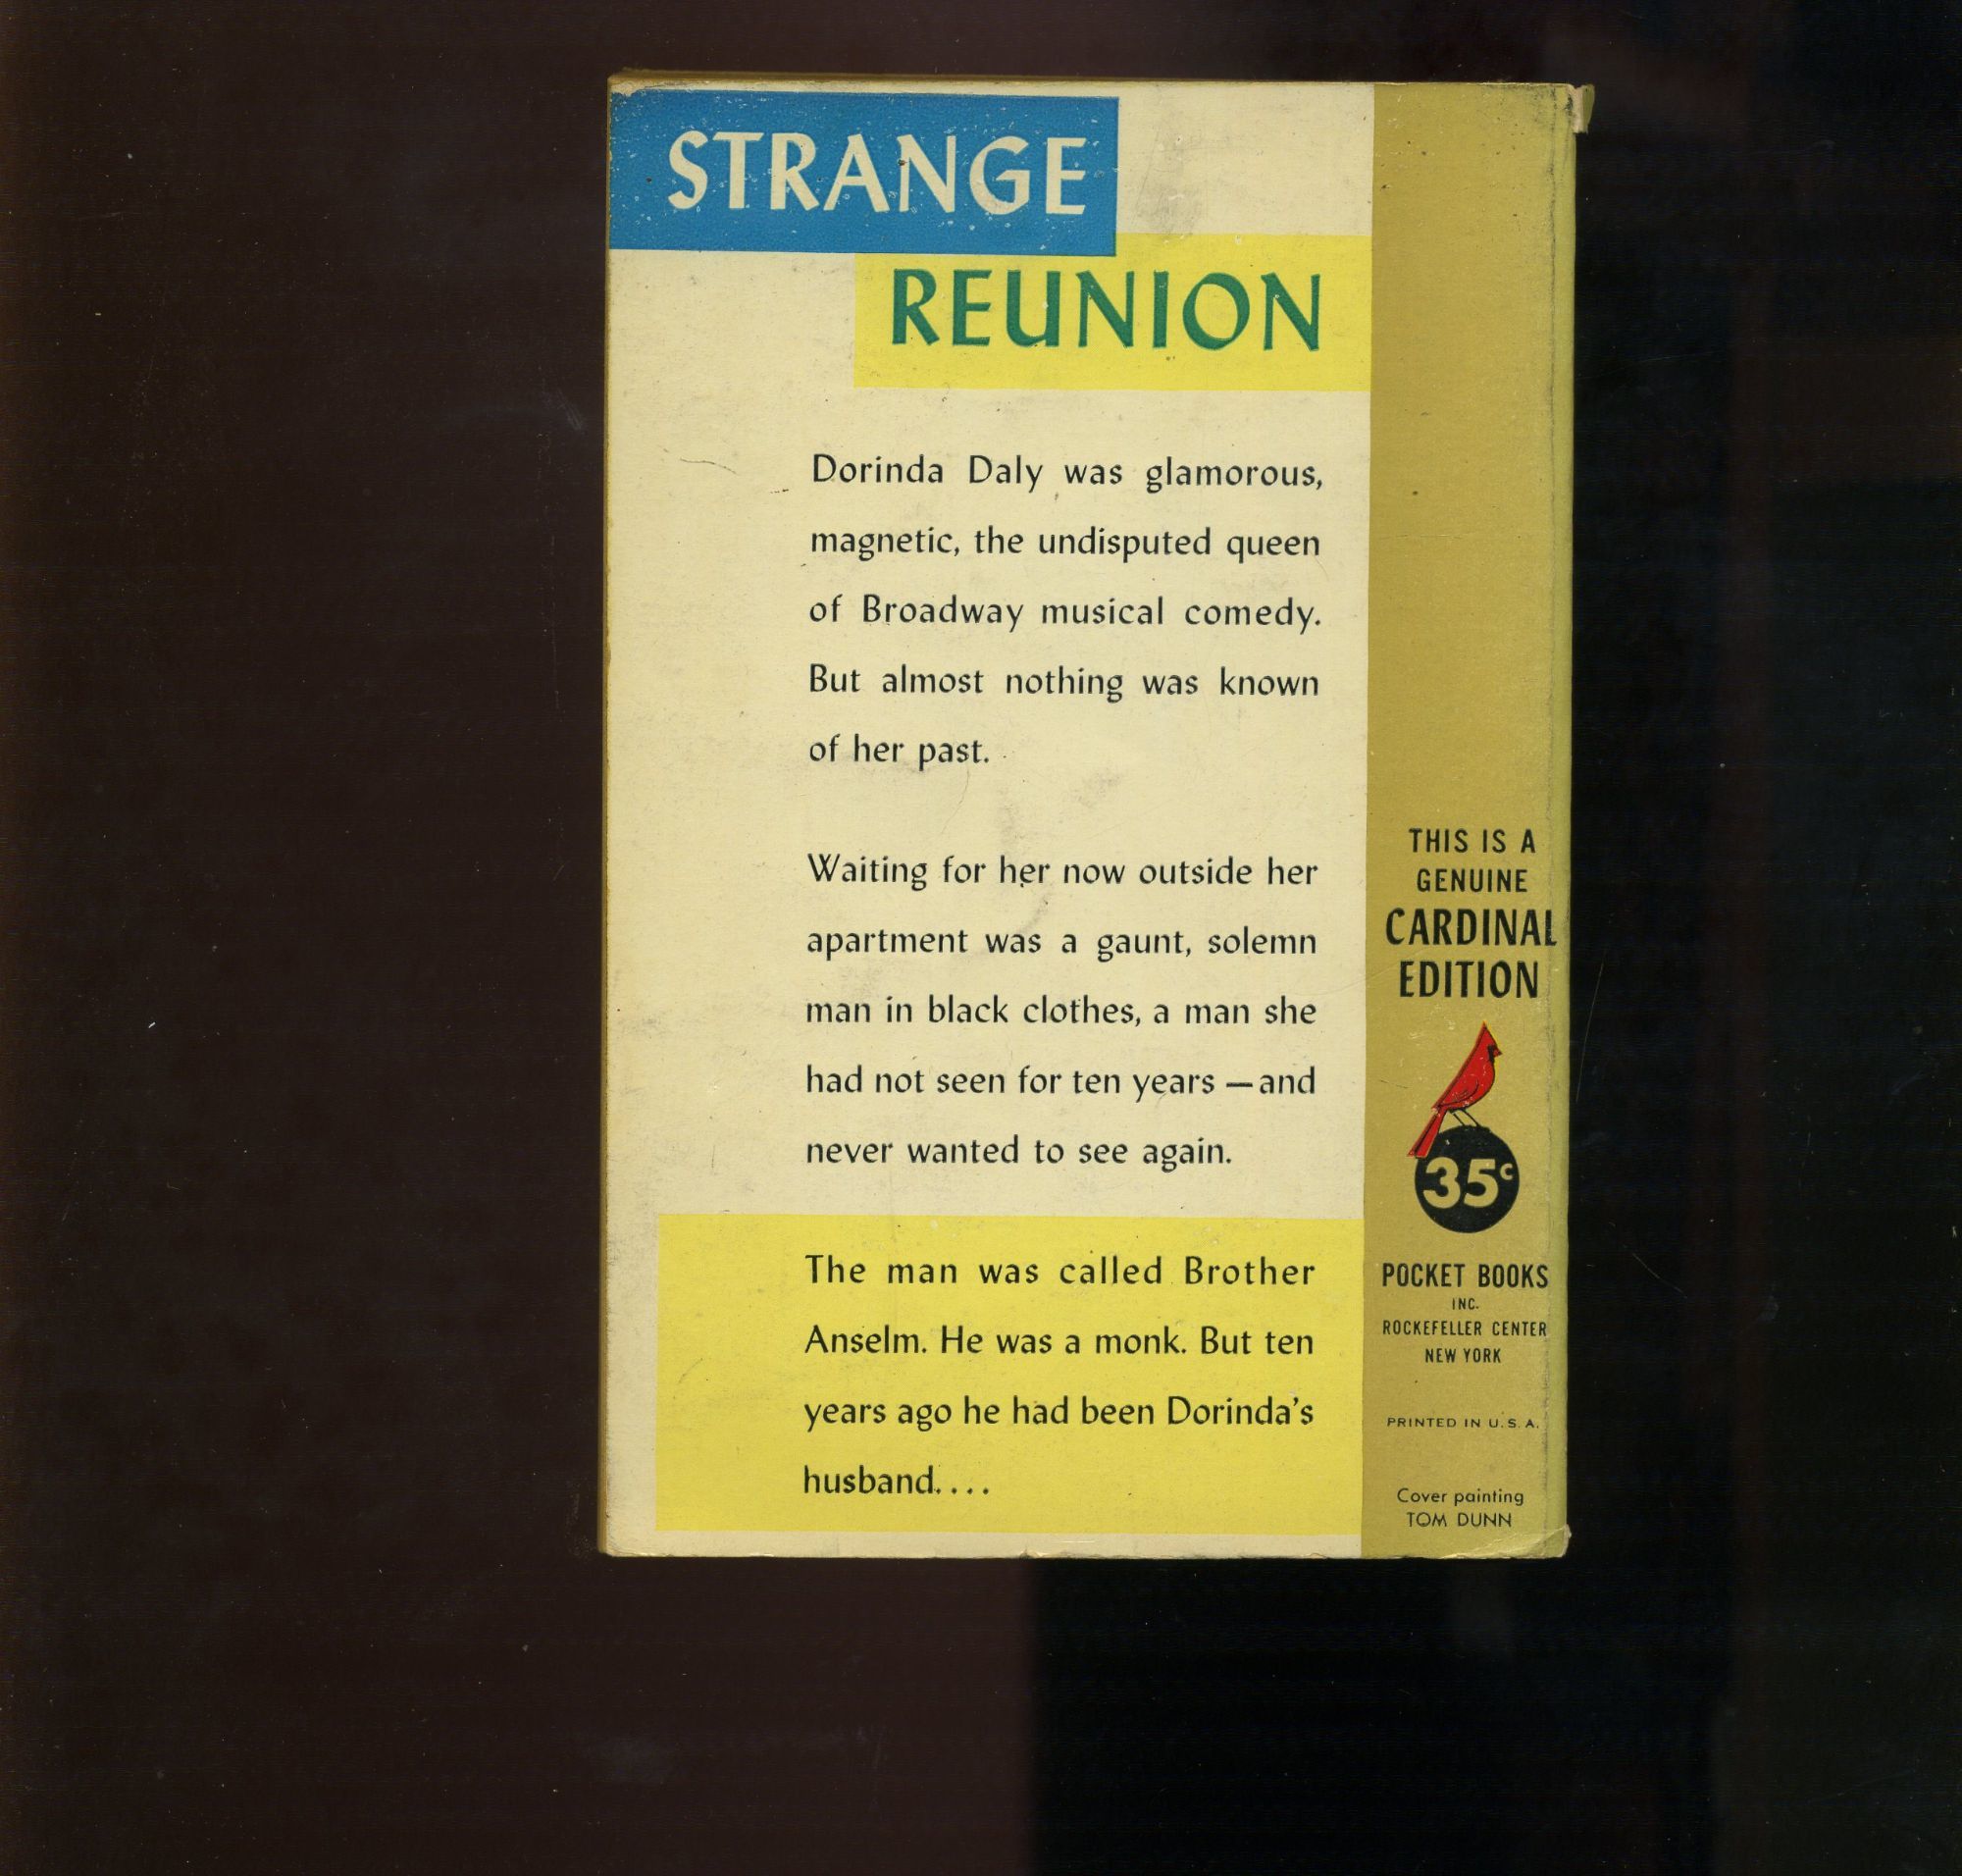 STRANGE
REUNION
Dorinda Daly was glamorous,
magnetic, the undisputed queen
of Broadway musical comedy.
But almost nothing was known
of her past.
Waiting for her now outside her
apartment was a gaunt, solemn
man in black clothes, a man she
had not seen for ten years — and
never wanted to see again.
The man was called Brother
Anselm. He was a monk. But ten
years ago he had been Dorinda's
husband....
THIS IS A
GENUINE
CARDINAL
EDITION
35c
POCKET BOOKS
INC.
ROCKEFELLER CENTER
NEW YORK
PRINTED IN U.S.A.
Cover painting
TOM DUNN